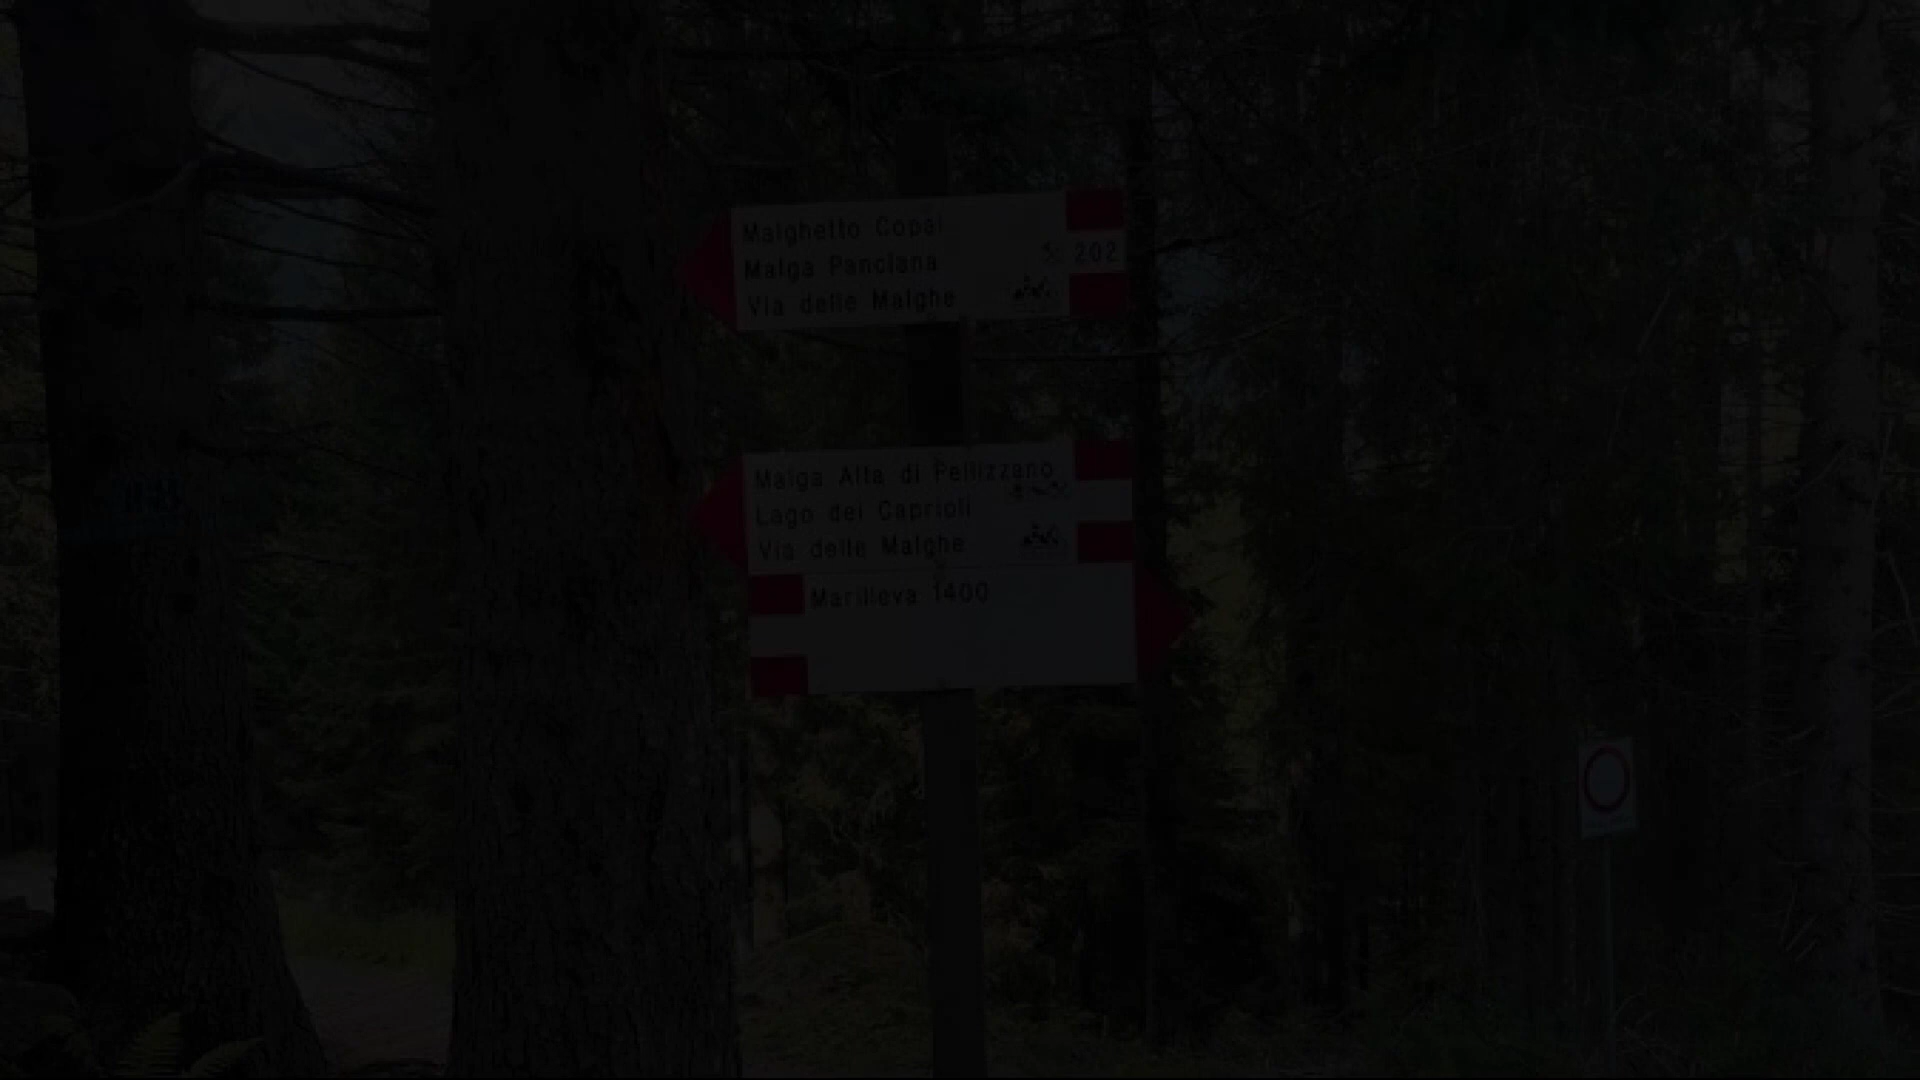 Malghetto Copai
Malga Panciana
202
Via delle Malghe
Malga Alta di Pellizzano
Lago dei Caprioli
Via delle Malghe
Marilleva 1400